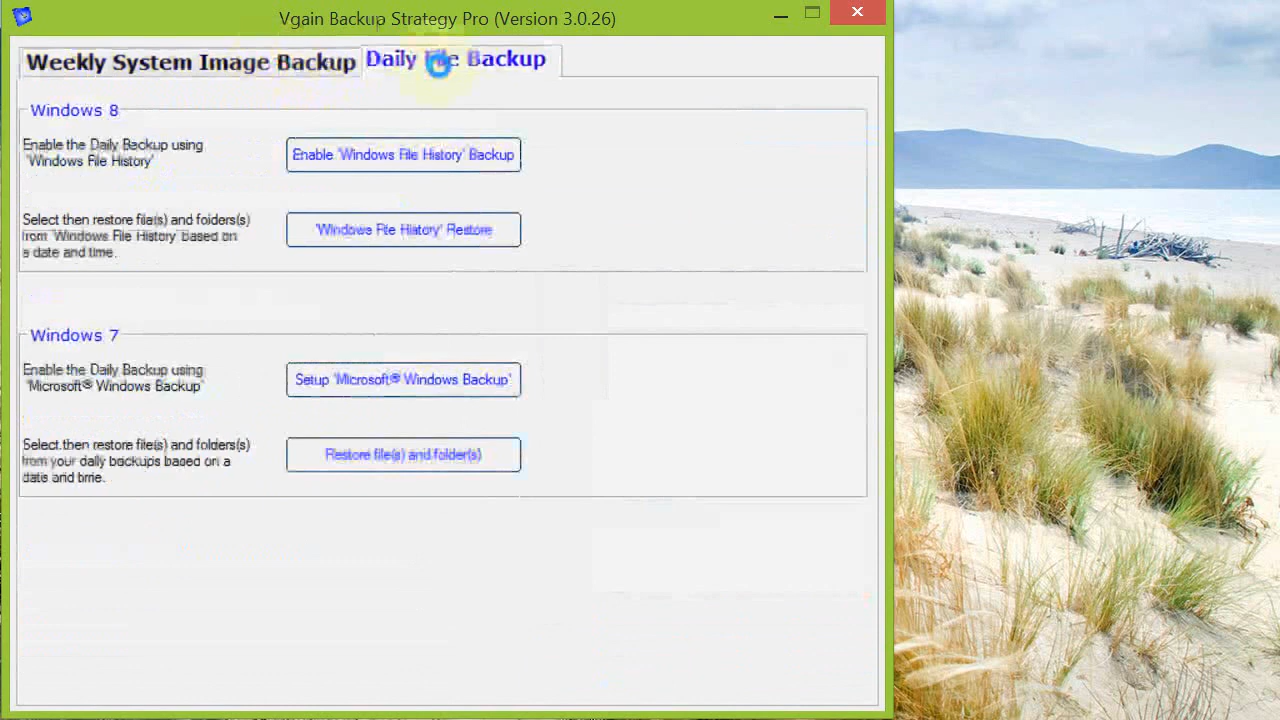 Vgain Backup Strategy Pro (Version 3.0.26)
Weekly System Image Backup
Daily File Backup
Windows 8
Enable the Daily Backup using
'Windows File History'
Enable 'Windows File History' Backup
Select then restore file(s) and folders(s)
from 'Windows File History' based on
a date and time.
'Windows File History' Restore
Windows 7
Enable the Daily Backup using
'Microsoft® Windows Backup'
Setup 'Microsoft® Windows Backup'
Select then restore file(s) and folders(s)
from your daily backups based on a
date and time.
Restore file(s) and folder(s)